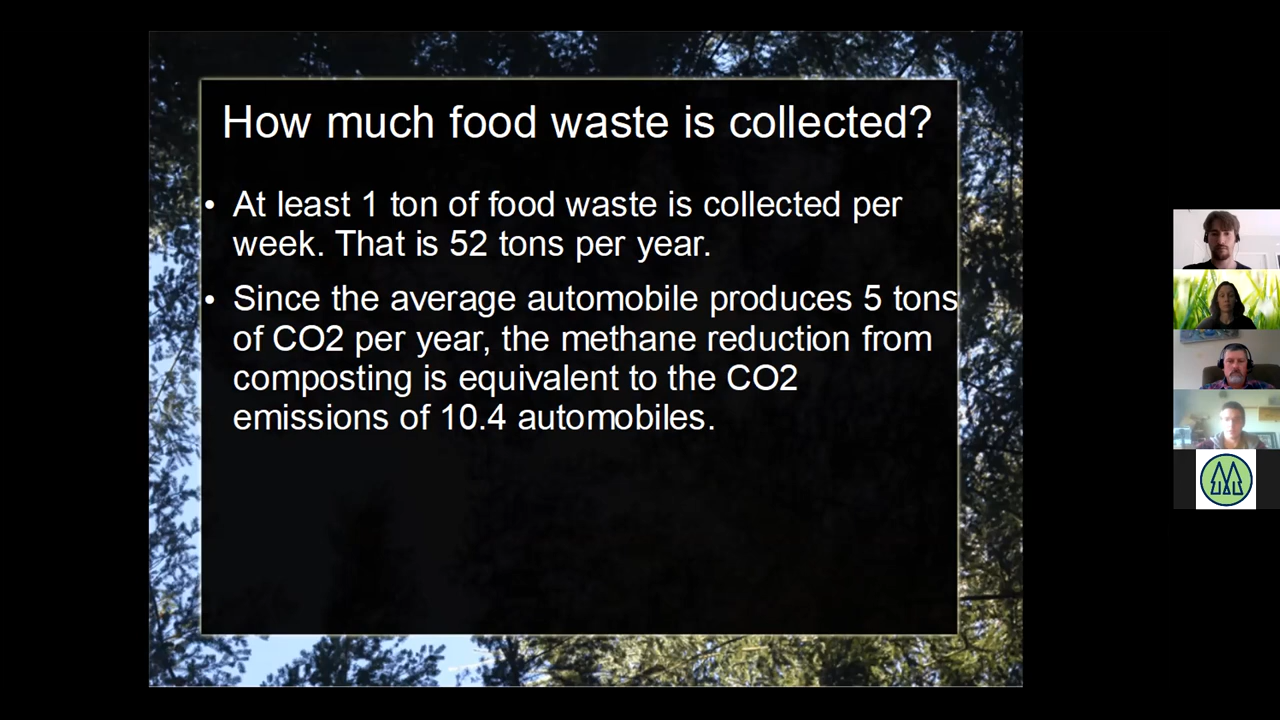 How much food waste is collected?
• At least 1 ton of food waste is collected per
week. That is 52 tons per year.
• Since the average automobile produces 5 tons
of CO2 per year, the methane reduction from
composting is equivalent to the CO2
emissions of 10.4 automobiles.